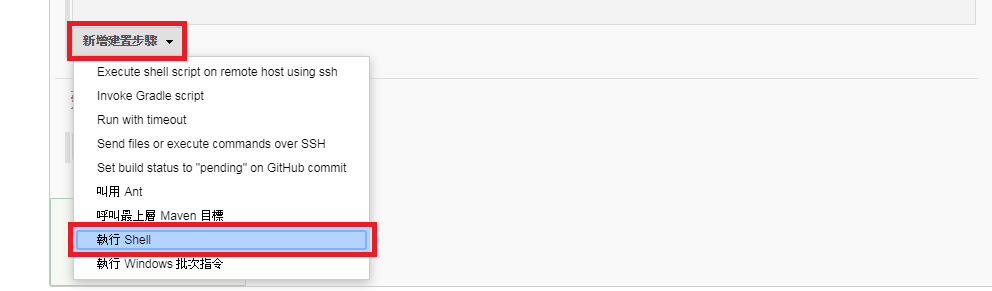 新增建置步驟
Execute shell script on remote host using ssh
Invoke Gradle script
Run with timeout
Send files or execute commands over SSH
Set build status to "pending" on GitHub commit
叫用 Ant
呼叫最上層 Maven 目標
執行 Shell
執行 Windows 批次指令